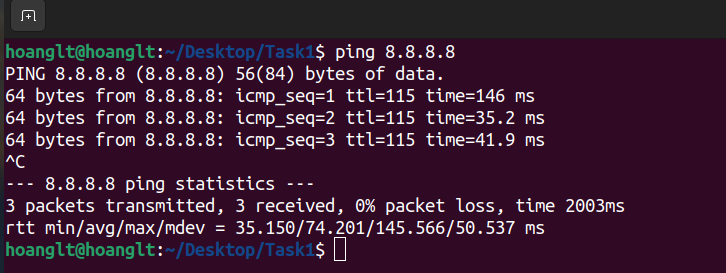 hoanglt@hoanglt:~/Desktop/Task1$ ping 8.8.8.8
PING 8.8.8.8 (8.8.8.8) 56(84) bytes of data.
64 bytes from 8.8.8.8: icmp_seq=1 ttl=115 time=146 ms
64 bytes from 8.8.8.8: icmp_seq=2 ttl=115 time=35.2 ms
64 bytes from 8.8.8.8: icmp_seq=3 ttl=115 time=41.9 ms
^C
--- 8.8.8.8 ping statistics ---
3 packets transmitted, 3 received, 0% packet loss, time 2003ms
rtt min/avg/max/mdev = 35.150/74.201/145.566/50.537 ms
hoanglt@hoanglt:~/Desktop/Task1$